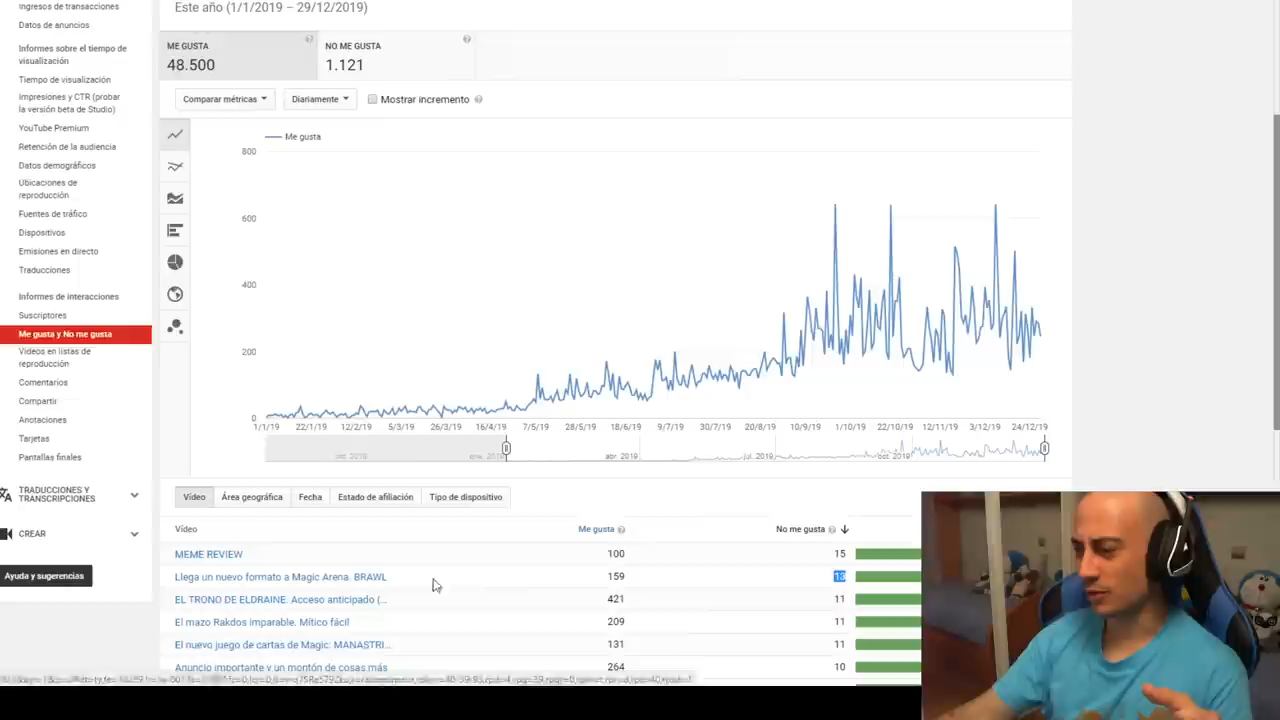 Ingresos de transacciones
Datos de anuncios
Informes sobre el tiempo de
visualización
Tiempo de visualización
Impresiones y CTR (probar
la versión beta de Studio)
YouTube Premium
Retención de la audiencia
Datos demográficos
Ubicaciones de
reproducción
Fuentes de tráfico
Dispositivos
Emisiones en directo
Traducciones
Informes de interacciones
Suscriptores
Me gusta y No me gusta
Vídeos en listas de
reproducción
Comentarios
Compartir
Anotaciones
Tarjetas
Pantallas finales
TRADUCCIONES Y
TRANSCRIPCIONES
CREAR
Ayuda y sugerencias
Este año (1/1/2019 – 29/12/2019)
ME GUSTA
48.500
NO ME GUSTA
1.121
Comparar métricas
Diariamente
Mostrar incremento
Me gusta
800
600
400
200
0
1/1/19 22/1/19 12/2/19 5/3/19 26/3/19 16/4/19 7/5/19 28/5/19 18/6/19 9/7/19 30/7/19 20/8/19 10/9/19 1/10/19 22/10/19 12/11/19 3/12/19 24/12/19
abr. 2019 jul. 2019 oct. 2019
Vídeo Área geográfica Fecha Estado de afiliación Tipo de dispositivo
Vídeo Me gusta No me gusta
MEME REVIEW 100 15
Llega un nuevo formato a Magic Arena. BRAWL 159 13
EL TRONO DE ELDRAINE. Acceso anticipado (... 421 11
El mazo Rakdos imparable. Mítico fácil 209 11
El nuevo juego de cartas de Magic: MANASTRI... 131 11
Anuncio importante y un montón de cosas más 264 10